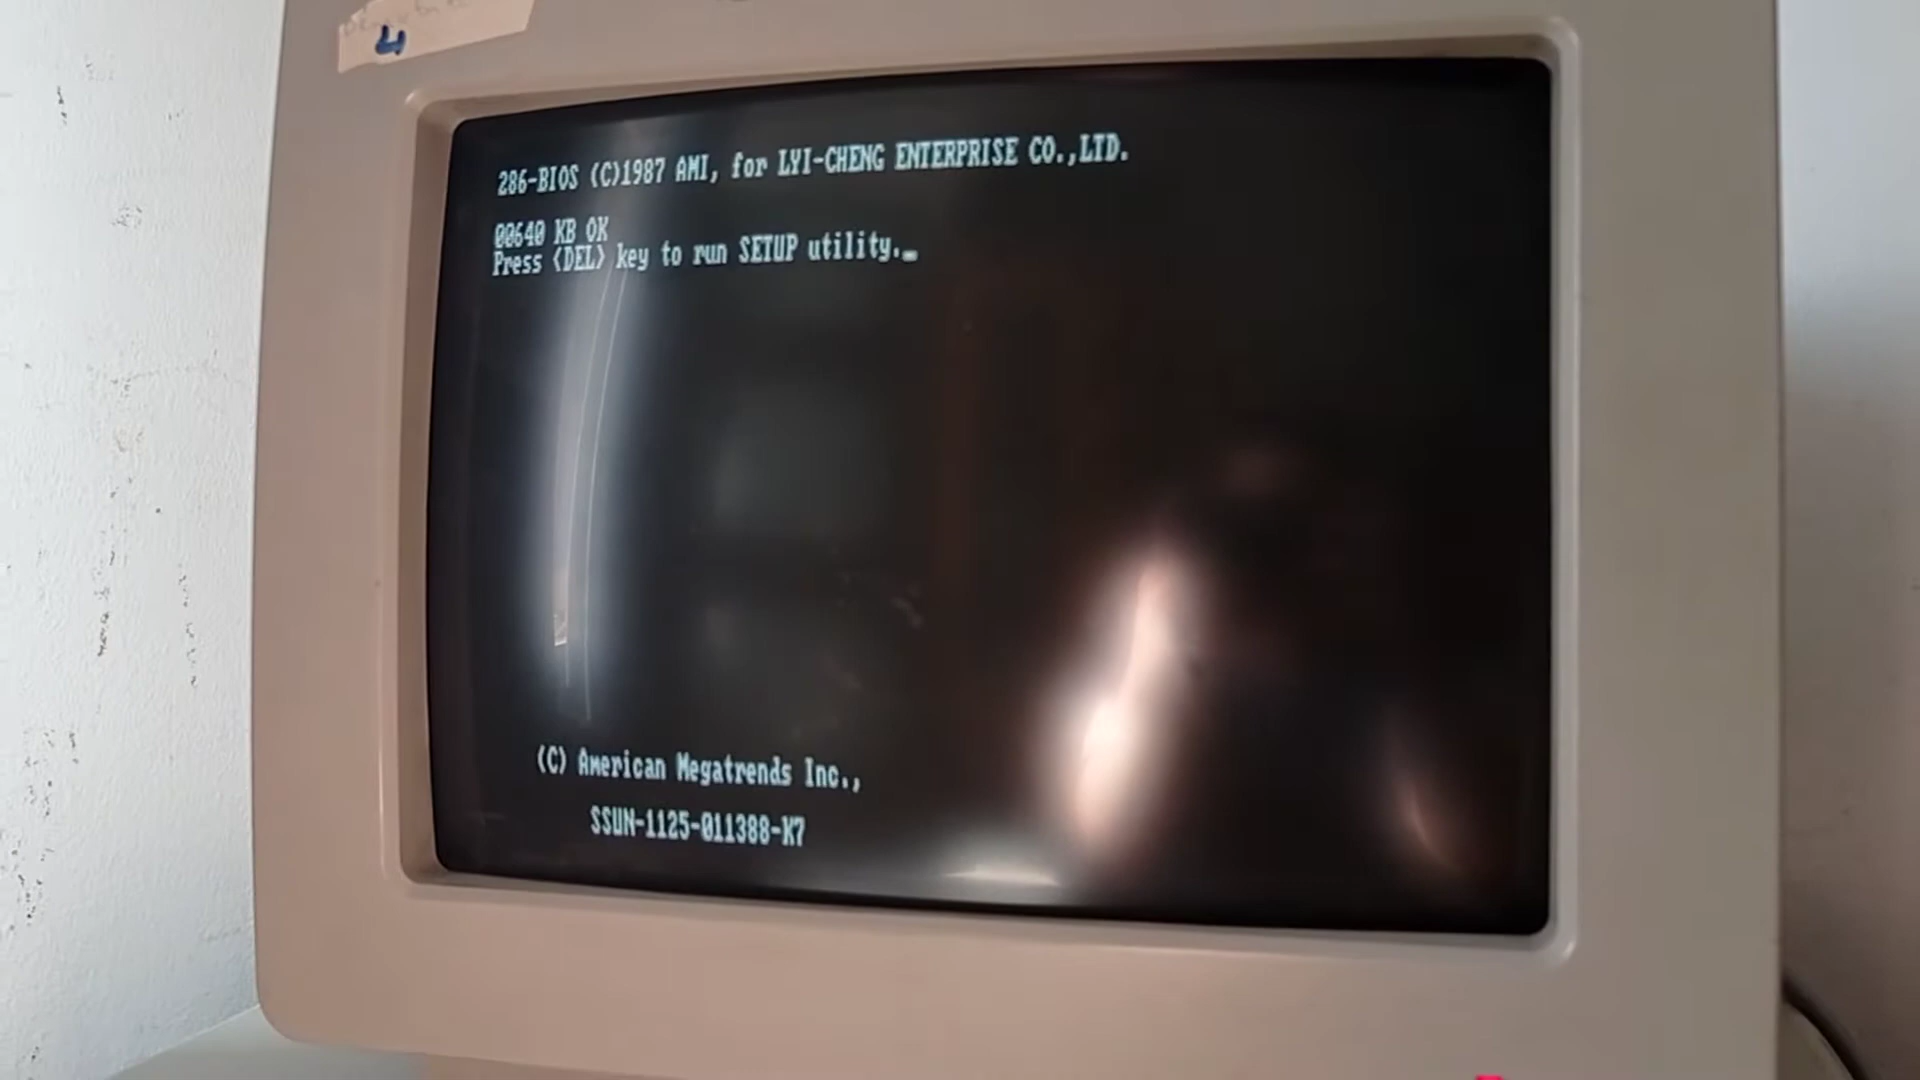 4
286-BIOS (C)1987 AMI, for LYI-CHENG ENTERPRISE CO.,LTD.
00640 KB OK
Press <DEL> key to run SETUP utility.
(C) American Megatrends Inc.,
SSUN-1125-011388-K7